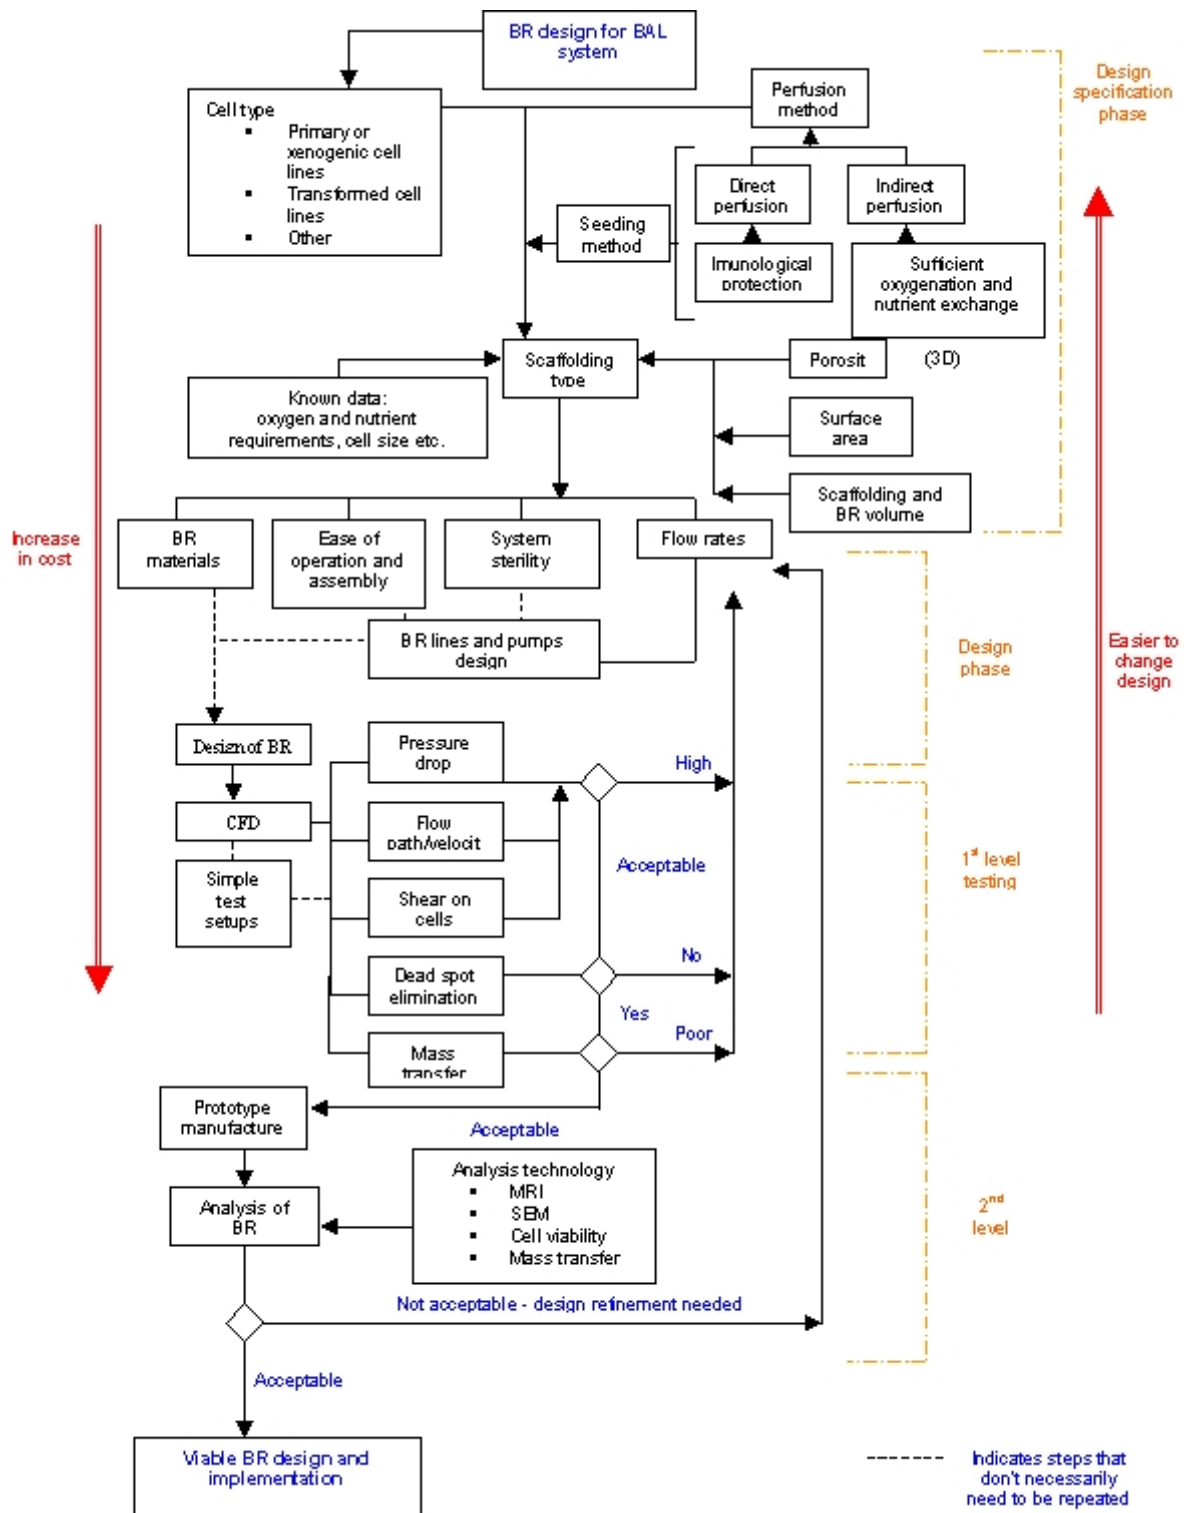 BR design for BAL
system
Design
specification
phase
Cell type
▪ Primary or
xenogenic cell
lines
▪ Transformed cell
lines
▪ Other
Perfusion
method
Direct
perfusion
Indirect
perfusion
Seeding
method
Imunological
protection
Sufficient
oxygenation and
nutrient exchange
Scaffolding
type
Porosit
(3D)
Known data:
oxygen and nutrient
requirements, cell size etc.
Surface
area
Scaffolding and
BR volume
Increase
in cost
BR
materials
Ease of
operation and
assembly
System
sterility
Flow rates
BR lines and pumps
design
Design
phase
Easier to
change
design
Design of BR
Pressure
drop
High
CFD
Flow
path/velocit
Acceptable
1st level
testing
Simple
test
setups
Shear on
cells
No
Dead spot
elimination
Yes
Poor
Mass
transfer
Prototype
manufacture
Acceptable
Analysis technology
▪ MRI
▪ SEM
▪ Cell viability
▪ Mass transfer
Analysis of
BR
2nd
level
Not acceptable - design refinement needed
Acceptable
Viable BR design and
implementation
Indicates steps that
don't necessarily
need to be repeated